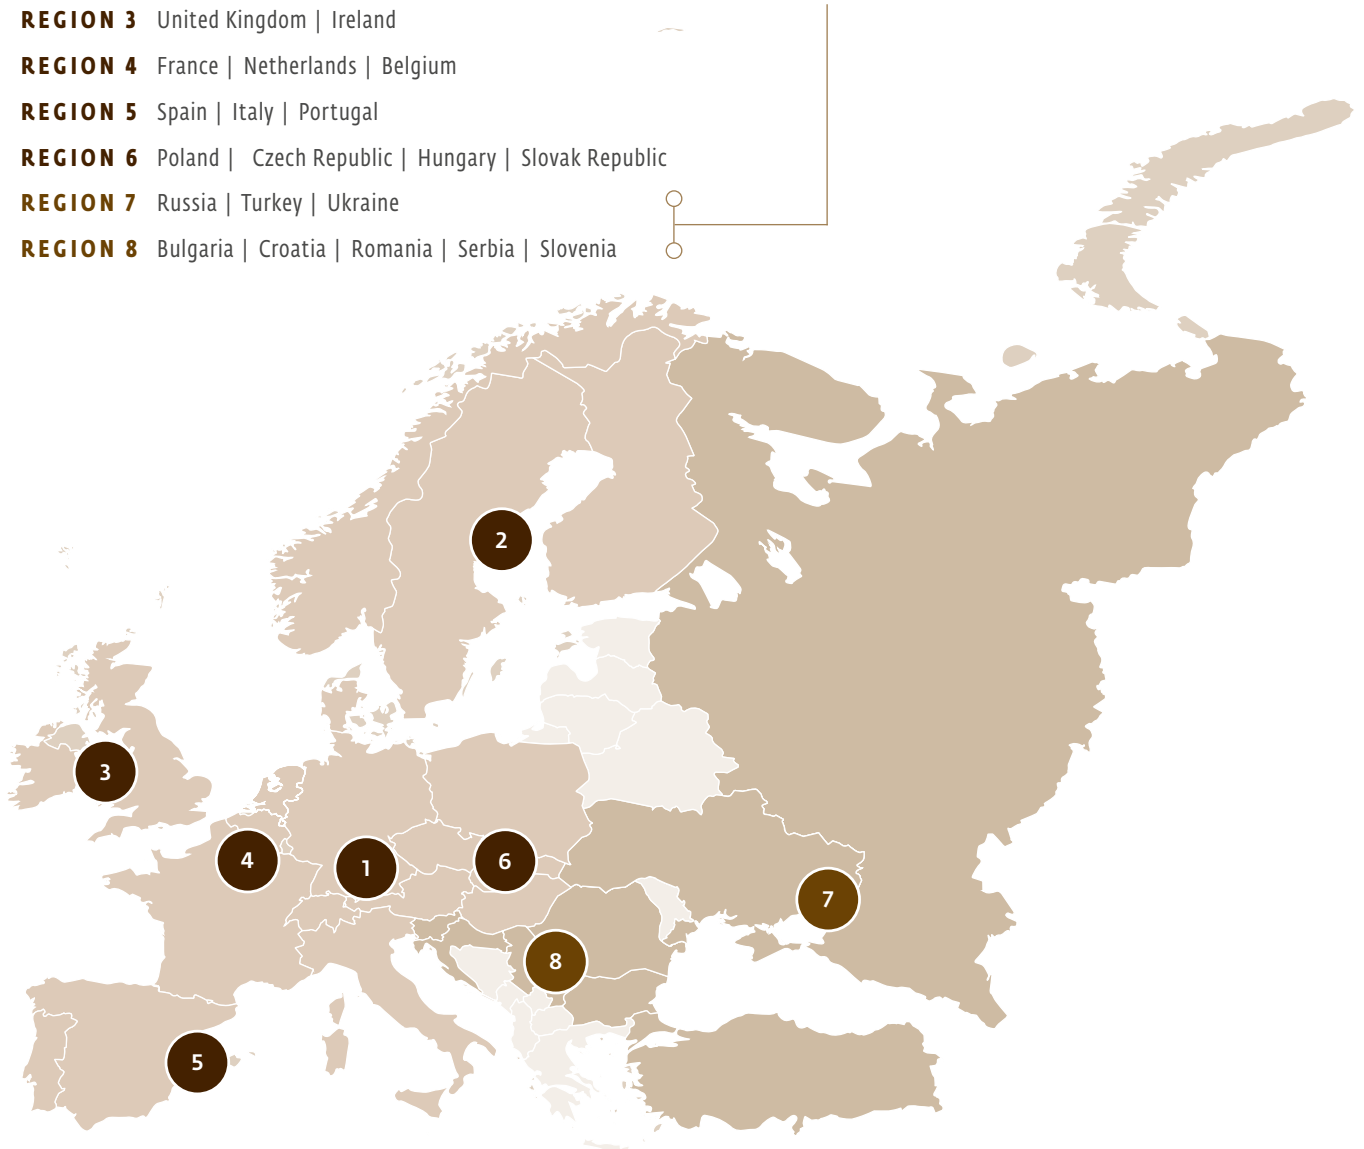 REGION 3 United Kingdom | Ireland
REGION 4 France | Netherlands | Belgium
REGION 5 Spain | Italy | Portugal
REGION 6 Poland | Czech Republic | Hungary | Slovak Republic
REGION 7 Russia | Turkey | Ukraine
REGION 8 Bulgaria | Croatia | Romania | Serbia | Slovenia
2
3
4
1
6
7
8
5